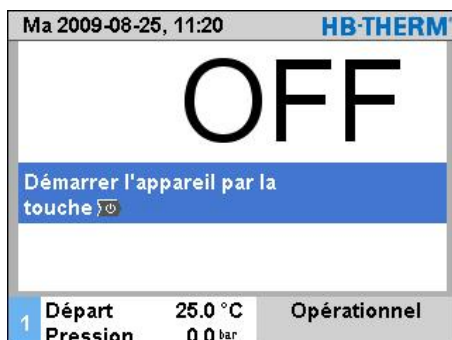 Ma 2009-08-25, 11:20 HB-THERM
OFF
Démarrer l'appareil par la
touche
1 Départ 25.0 °C Opérationnel
Pression 0.0 bar